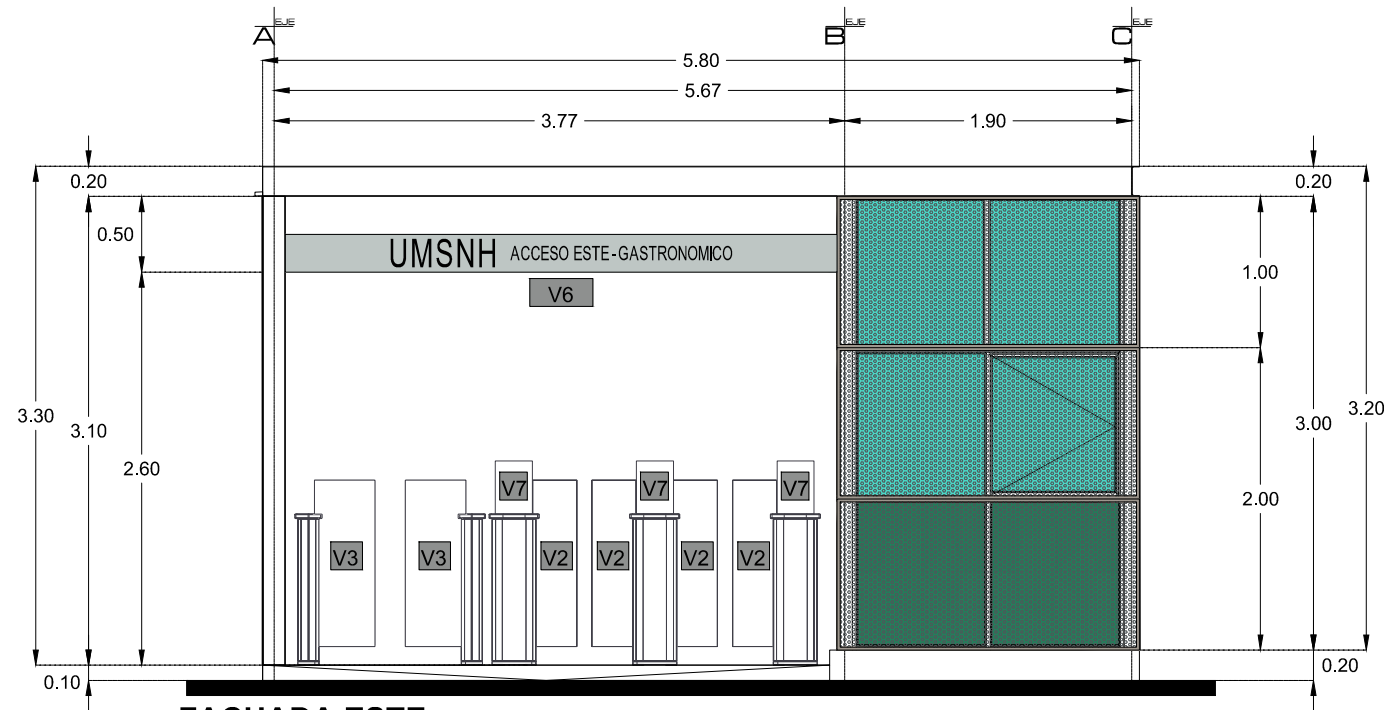 EJE EJE EJE
A B C
5.80
5.67
3.77 1.90
0.20 0.20
0.50
UMSNH ACCESO ESTE-GASTRONOMICO
1.00
V6
3.30 3.10 3.00 3.20
2.60
V7 V7 V7
2.00
V3 V3 V2 V2 V2 V2
0.10 0.20
FACHADA ESTE